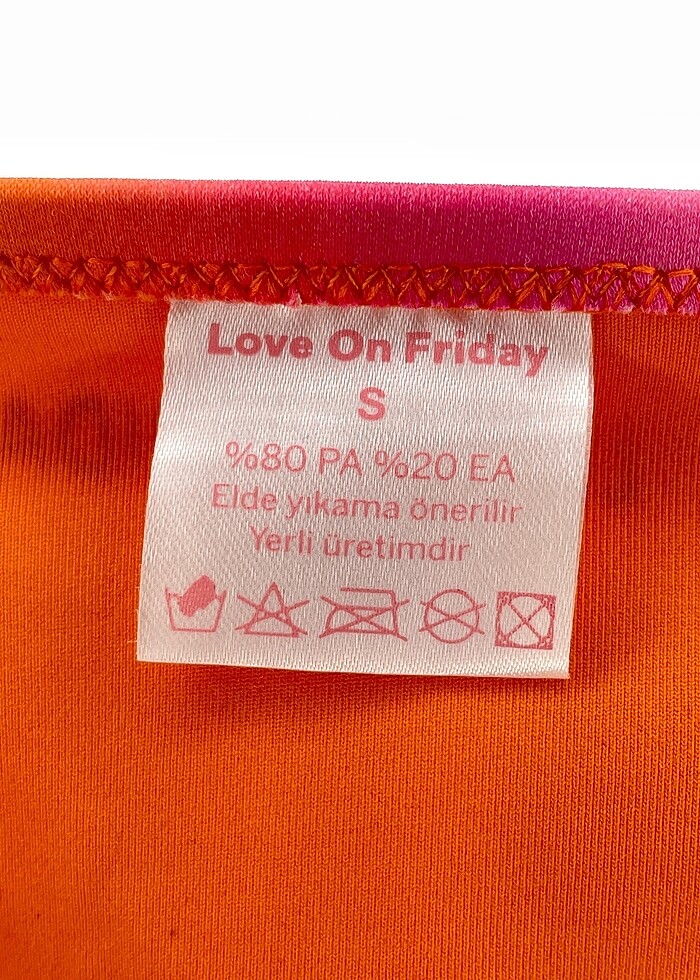 Love On Friday
S
%80 PA %20 EA
Elde yıkama önerilir
Yerli üretimdir